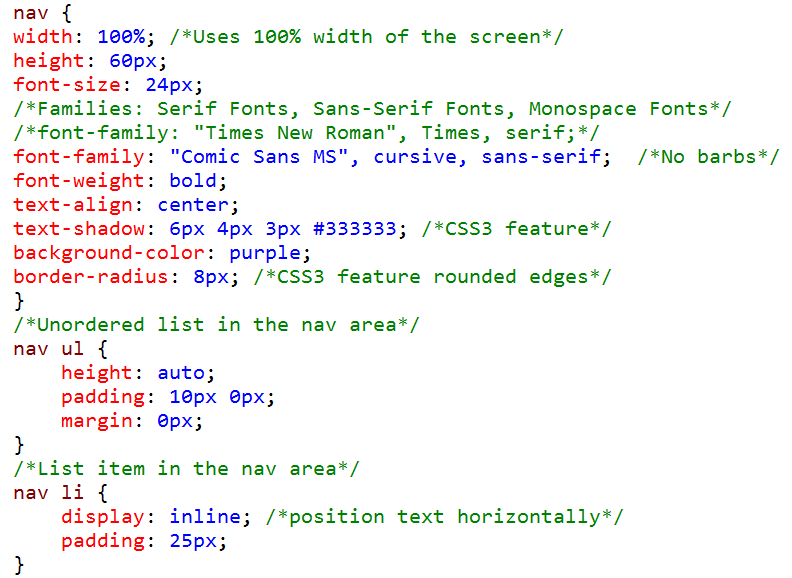 nav {
width: 100%; /*Uses 100% width of the screen*/
height: 60px;
font-size: 24px;
/*Families: Serif Fonts, Sans-Serif Fonts, Monospace Fonts*/
/*font-family: "Times New Roman", Times, serif;*/
font-family: "Comic Sans MS", cursive, sans-serif;  /*No barbs*/
font-weight: bold;
text-align: center;
text-shadow: 6px 4px 3px #333333; /*CSS3 feature*/
background-color: purple;
border-radius: 8px; /*CSS3 feature rounded edges*/
}
/*Unordered list in the nav area*/
nav ul {
    height: auto;
    padding: 10px 0px;
    margin: 0px;
}
/*List item in the nav area*/
nav li {
    display: inline; /*position text horizontally*/
    padding: 25px;
}